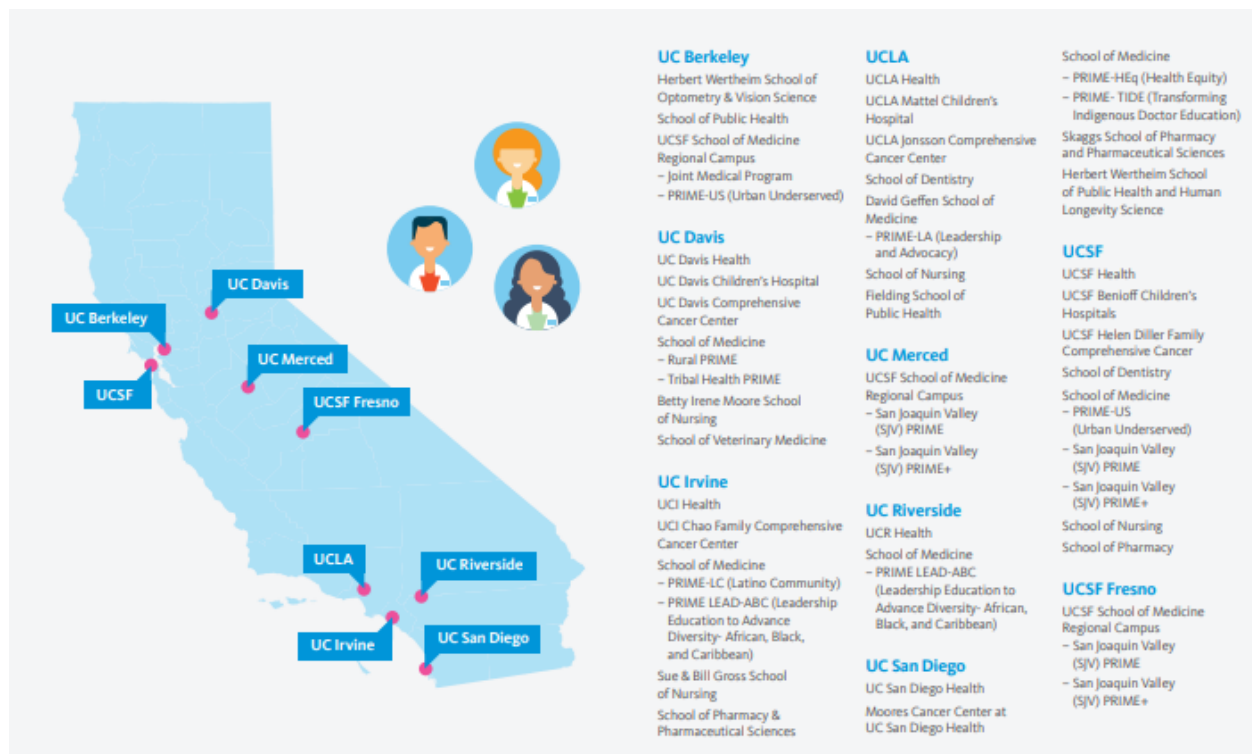 UC Davis
UC Berkeley
UC Merced
UCSF
UCSF Fresno
UCLA
UC Riverside
UC Irvine
UC San Diego
UC Berkeley
Herbert Wertheim School of
Optometry & Vision Science
School of Public Health
UCSF School of Medicine
Regional Campus
– Joint Medical Program
– PRIME-US (Urban Underserved)
UC Davis
UC Davis Health
UC Davis Children's Hospital
UC Davis Comprehensive
Cancer Center
School of Medicine
– Rural PRIME
– Tribal Health PRIME
Betty Irene Moore School
of Nursing
School of Veterinary Medicine
UC Irvine
UCI Health
UCI Chao Family Comprehensive
Cancer Center
School of Medicine
– PRIME-LC (Latino Community)
– PRIME LEAD-ABC (Leadership
Education to Advance
Diversity- African, Black,
and Caribbean)
Sue & Bill Gross School
of Nursing
School of Pharmacy &
Pharmaceutical Sciences
UCLA
UCLA Health
UCLA Mattel Children's
Hospital
UCLA Jonsson Comprehensive
Cancer Center
School of Dentistry
David Geffen School of
Medicine
– PRIME-LA (Leadership
and Advocacy)
School of Nursing
Fielding School of
Public Health
UC Merced
UCSF School of Medicine
Regional Campus
– San Joaquin Valley
(SJV) PRIME
– San Joaquin Valley
(SJV) PRIME+
UC Riverside
UCR Health
School of Medicine
– PRIME LEAD-ABC
(Leadership Education to
Advance Diversity- African,
Black, and Caribbean)
UC San Diego
UC San Diego Health
Moores Cancer Center at
UC San Diego Health
School of Medicine
– PRIME-HEq (Health Equity)
– PRIME- TIDE (Transforming
Indigenous Doctor Education)
Skaggs School of Pharmacy
and Pharmaceutical Sciences
Herbert Wertheim School
of Public Health and Human
Longevity Science
UCSF
UCSF Health
UCSF Benioff Children's
Hospitals
UCSF Helen Diller Family
Comprehensive Cancer
School of Dentistry
School of Medicine
– PRIME-US
(Urban Underserved)
– San Joaquin Valley
(SJV) PRIME
– San Joaquin Valley
(SJV) PRIME+
School of Nursing
School of Pharmacy
UCSF Fresno
UCSF School of Medicine
Regional Campus
– San Joaquin Valley
(SJV) PRIME
– San Joaquin Valley
(SJV) PRIME+